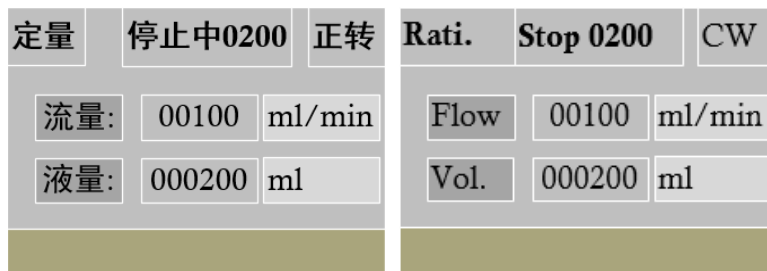 定量 停止中0200 正转
流量: 00100 ml/min
液量: 000200 ml
Rati. Stop 0200 CW
Flow 00100 ml/min
Vol. 000200 ml